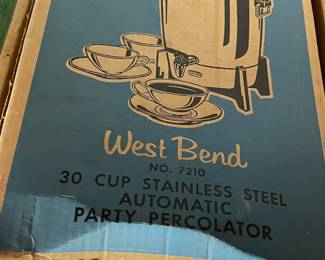 West Bend
NO. 7210
30 CUP STAINLESS STEEL
AUTOMATIC
PARTY PERCOLATOR